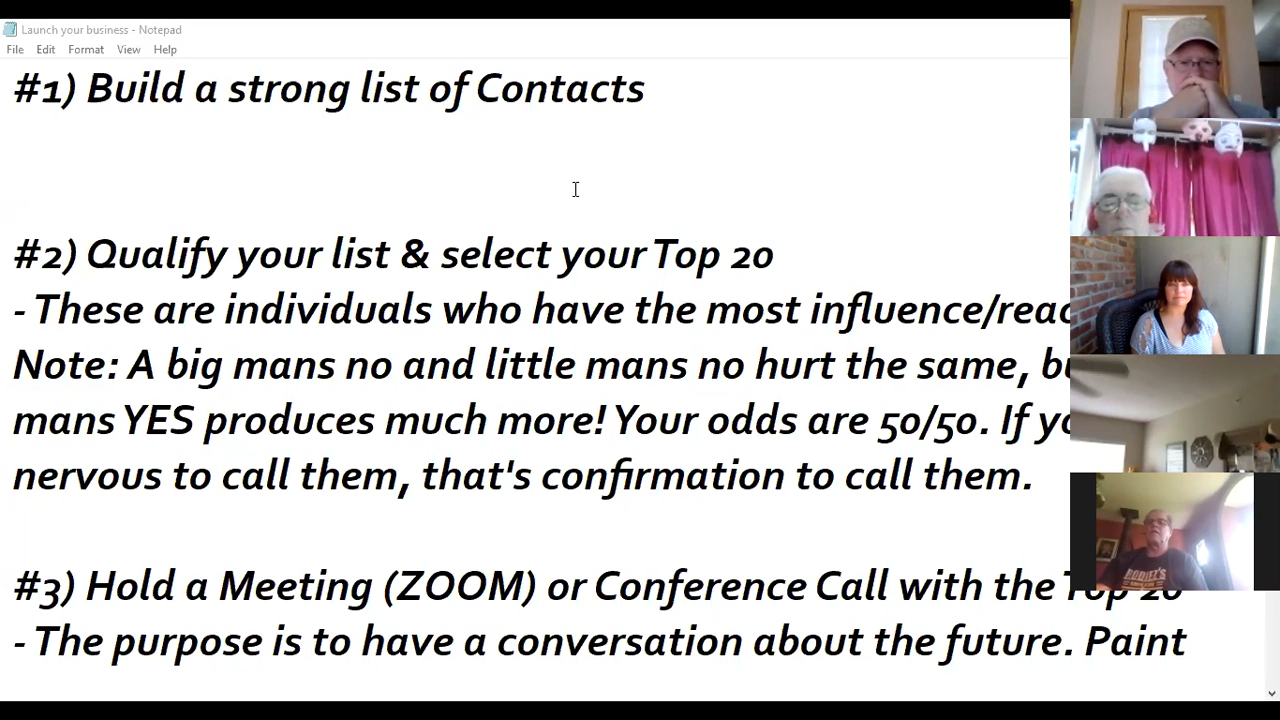 Launch your business - Notepad
File Edit Format View Help
#1) Build a strong list of Contacts
#2) Qualify your list & select your Top 20
- These are individuals who have the most influence/reac
Note: A big mans no and little mans no hurt the same, b
mans YES produces much more! Your odds are 50/50. If yo
nervous to call them, that's confirmation to call them.
#3) Hold a Meeting (ZOOM) or Conference Call with the Top 20
- The purpose is to have a conversation about the future. Paint